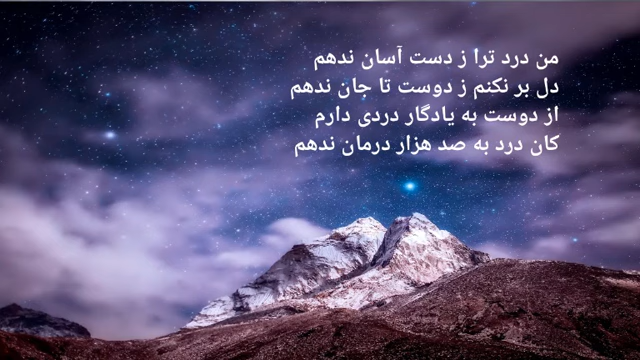 من درد ترا ز دست آسان ندهم
دل بر نکنم ز دوست تا جان ندهم
از دوست به یادگار دردی دارم
کان درد به صد هزار درمان ندهم